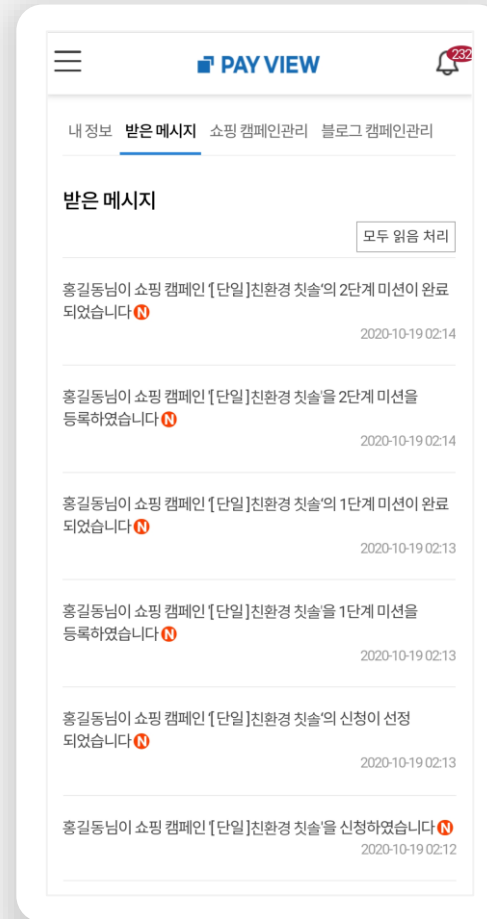 PAY VIEW
232
내 정보 받은 메시지 쇼핑 캠페인관리 블로그 캠페인관리
받은 메시지
모두 읽음 처리
홍길동님이 쇼핑 캠페인 '[단일]친환경 칫솔'의 2단계 미션이 완료
되었습니다 N
2020-10-19 02:14
홍길동님이 쇼핑 캠페인 '[단일]친환경 칫솔'을 2단계 미션을
등록하였습니다 N
2020-10-19 02:14
홍길동님이 쇼핑 캠페인 '[단일]친환경 칫솔'의 1단계 미션이 완료
되었습니다 N
2020-10-19 02:13
홍길동님이 쇼핑 캠페인 '[단일]친환경 칫솔'을 1단계 미션을
등록하였습니다 N
2020-10-19 02:13
홍길동님이 쇼핑 캠페인 '[단일]친환경 칫솔'의 신청이 선정
되었습니다 N
2020-10-19 02:13
홍길동님이 쇼핑 캠페인 '[단일]친환경 칫솔'을 신청하였습니다 N
2020-10-19 02:12